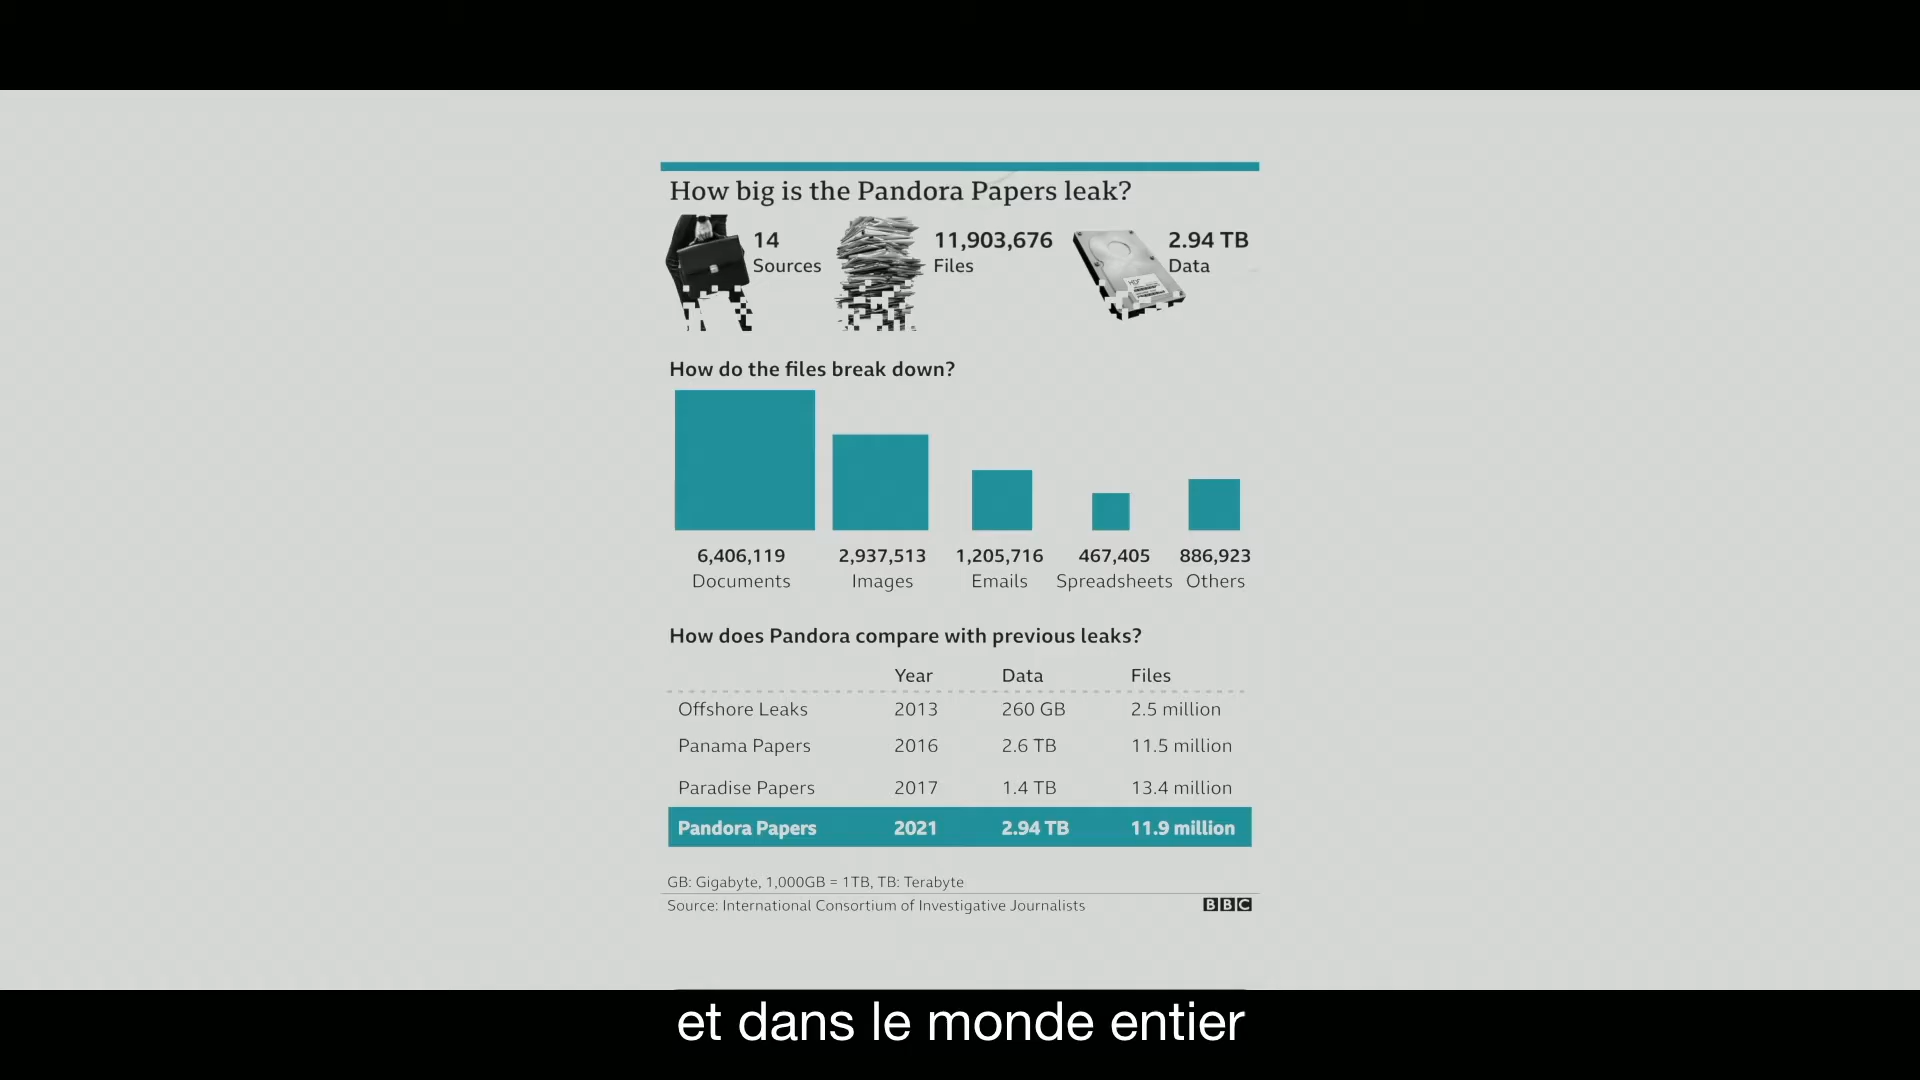 How big is the Pandora Papers leak?
14
Sources
11,903,676
Files
2.94 TB
Data
How do the files break down?
6,406,119
Documents
2,937,513
Images
1,205,716
Emails
467,405
Spreadsheets
886,923
Others
How does Pandora compare with previous leaks?
Year Data Files
Offshore Leaks 2013 260 GB 2.5 million
Panama Papers 2016 2.6 TB 11.5 million
Paradise Papers 2017 1.4 TB 13.4 million
Pandora Papers 2021 2.94 TB 11.9 million
GB: Gigabyte, 1,000GB = 1TB, TB: Terabyte
Source: International Consortium of Investigative Journalists
BBC
et dans le monde entier